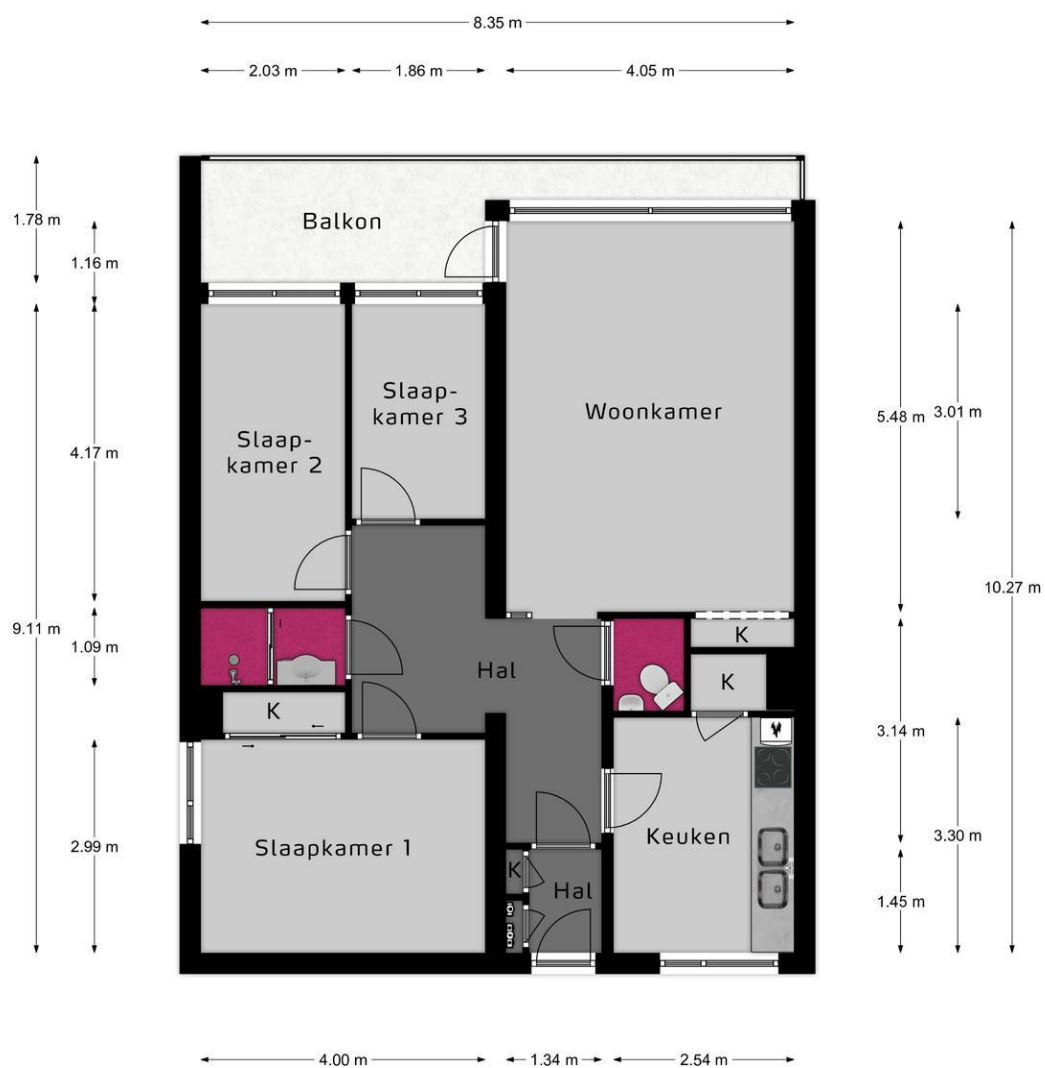 8.35 m
2.03 m
1.86 m
4.05 m
1.78 m
1.16 m
Balkon
Slaap-
kamer 3
Woonkamer
5.48 m
3.01 m
Slaap-
kamer 2
4.17 m
10.27 m
9.11 m
1.09 m
Hal
K
K
K
3.14 m
2.99 m
Slaapkamer 1
Keuken
3.30 m
K
Hal
1.45 m
4.00 m
1.34 m
2.54 m